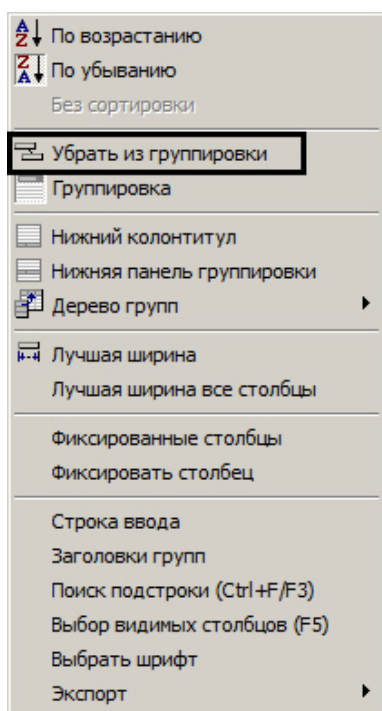 По возрастанию
По убыванию
Без сортировки
Убрать из группировки
Группировка
Нижний колонтитул
Нижняя панель группировки
Дерево групп
Лучшая ширина
Лучшая ширина все столбцы
Фиксированные столбцы
Фиксировать столбец
Строка ввода
Заголовки групп
Поиск подстроки (Ctrl+F/F3)
Выбор видимых столбцов (F5)
Выбрать шрифт
Экспорт